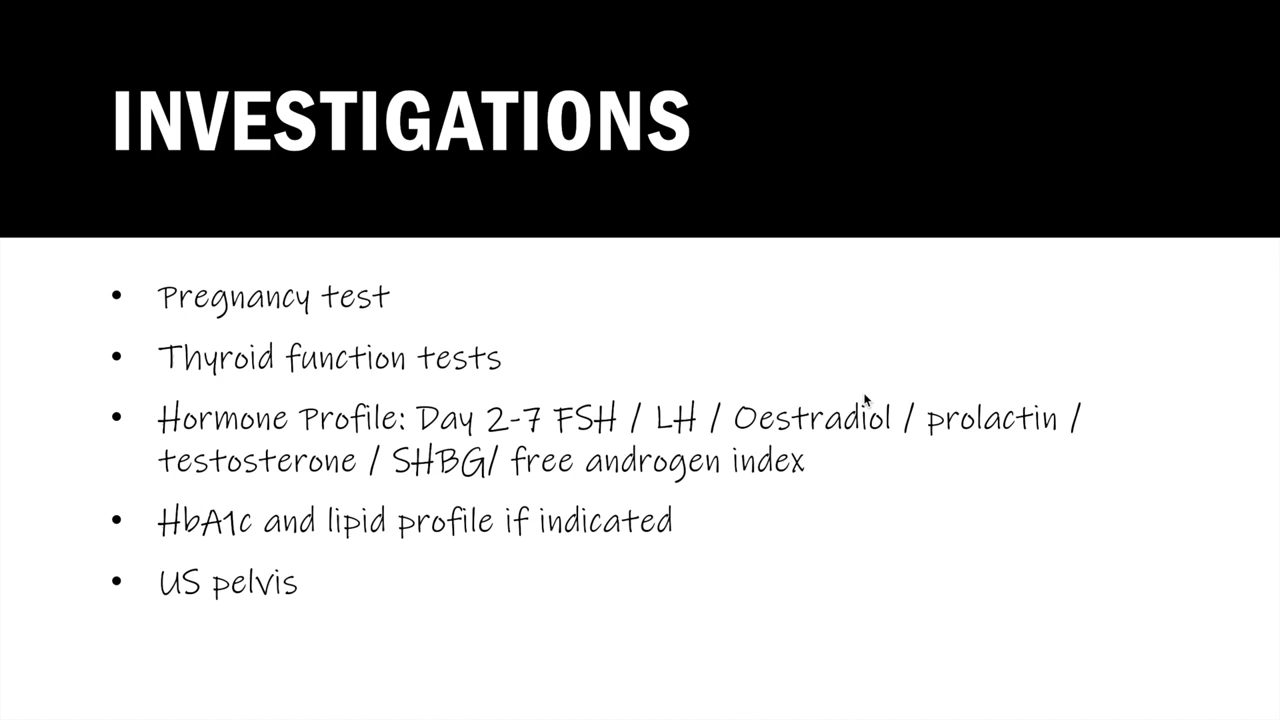 INVESTIGATIONS
• Pregnancy test
• Thyroid function tests
• Hormone Profile: Day 2-7 FSH / LH / Oestradiol / prolactin /
testosterone / SHBG/ free androgen index
• HbA1c and lipid profile if indicated
• US pelvis